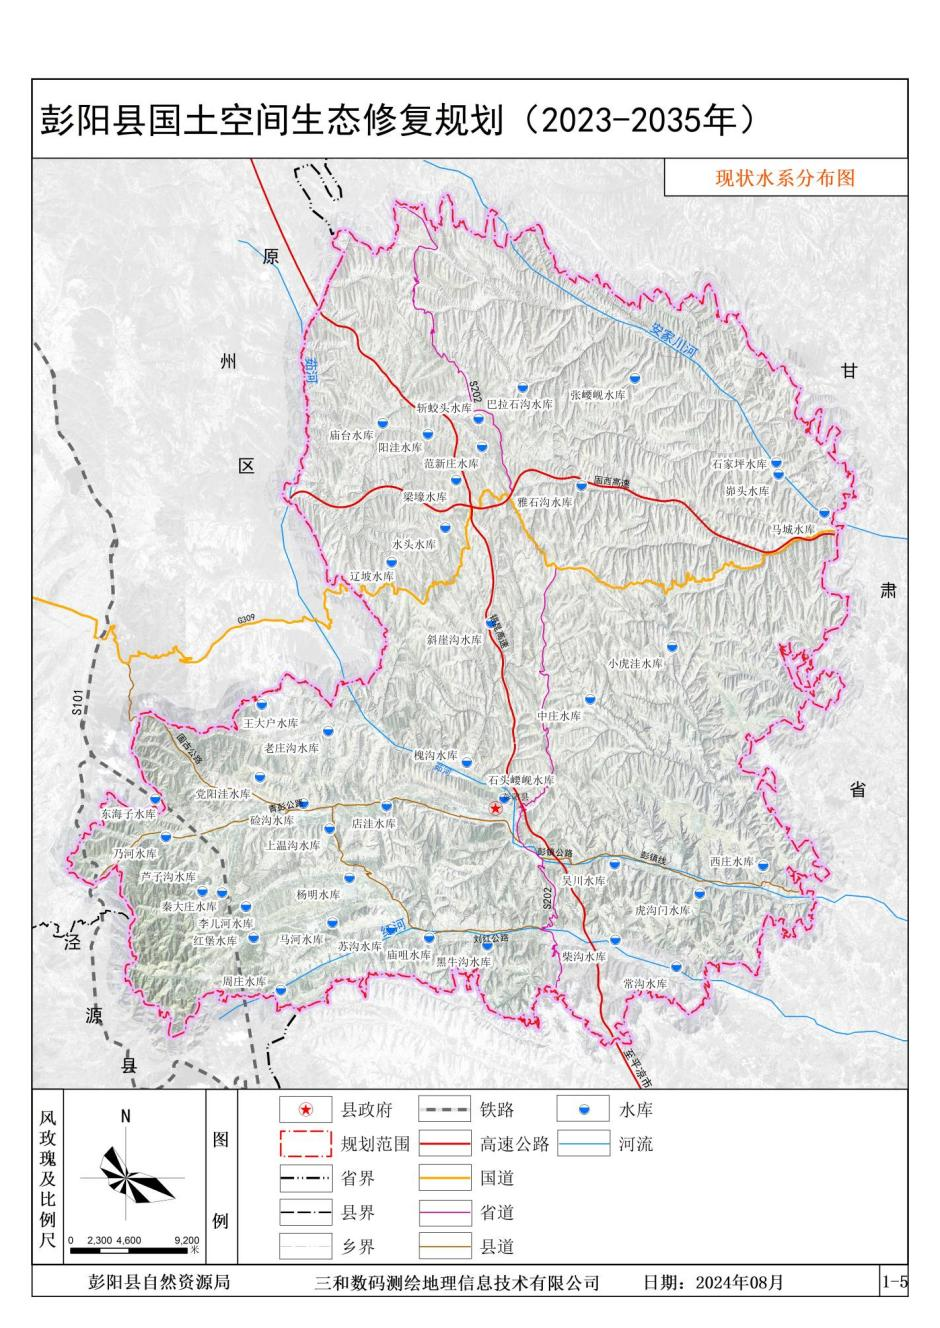 彭阳县国土空间生态修复规划（2023-2035年）
现状水系分布图
原
州
区
甘
肃
省
泾
源
县
安家川河
茹河
S202
斩蛟头水库
巴拉石沟水库
张嵝岘水库
庙台水库
阳洼水库
范新庄水库
石家坪水库
峁头水库
梁壕水库
雅石沟水库
固西高速
马城水库
水头水库
辽坡水库
G309
斜崖沟水库
小虎洼水库
S101
王大户水库
中庄水库
老庄沟水库
固古公路
槐沟水库
茹河
石头嵝岘水库
党阳洼水库
青彭公路
东海子水库
硷沟水库
店洼水库
上温沟水库
乃河水库
彭镇公路
彭镇线
西庄水库
芦子沟水库
吴川水库
杨明水库
秦大庄水库
S202
虎沟门水库
李儿河水库
红堡水库
马河水库
苏沟水库
庙咀水库
刘红公路
黑牛沟水库
柴沟水库
周庄水库
常沟水库
至平凉市
风玫瑰及比例尺
N
0 2,300 4,600 9,200
米
图例
县政府
铁路
水库
规划范围
高速公路
河流
省界
国道
县界
省道
乡界
县道
彭阳县自然资源局
三和数码测绘地理信息技术有限公司
日期：2024年08月
1-5